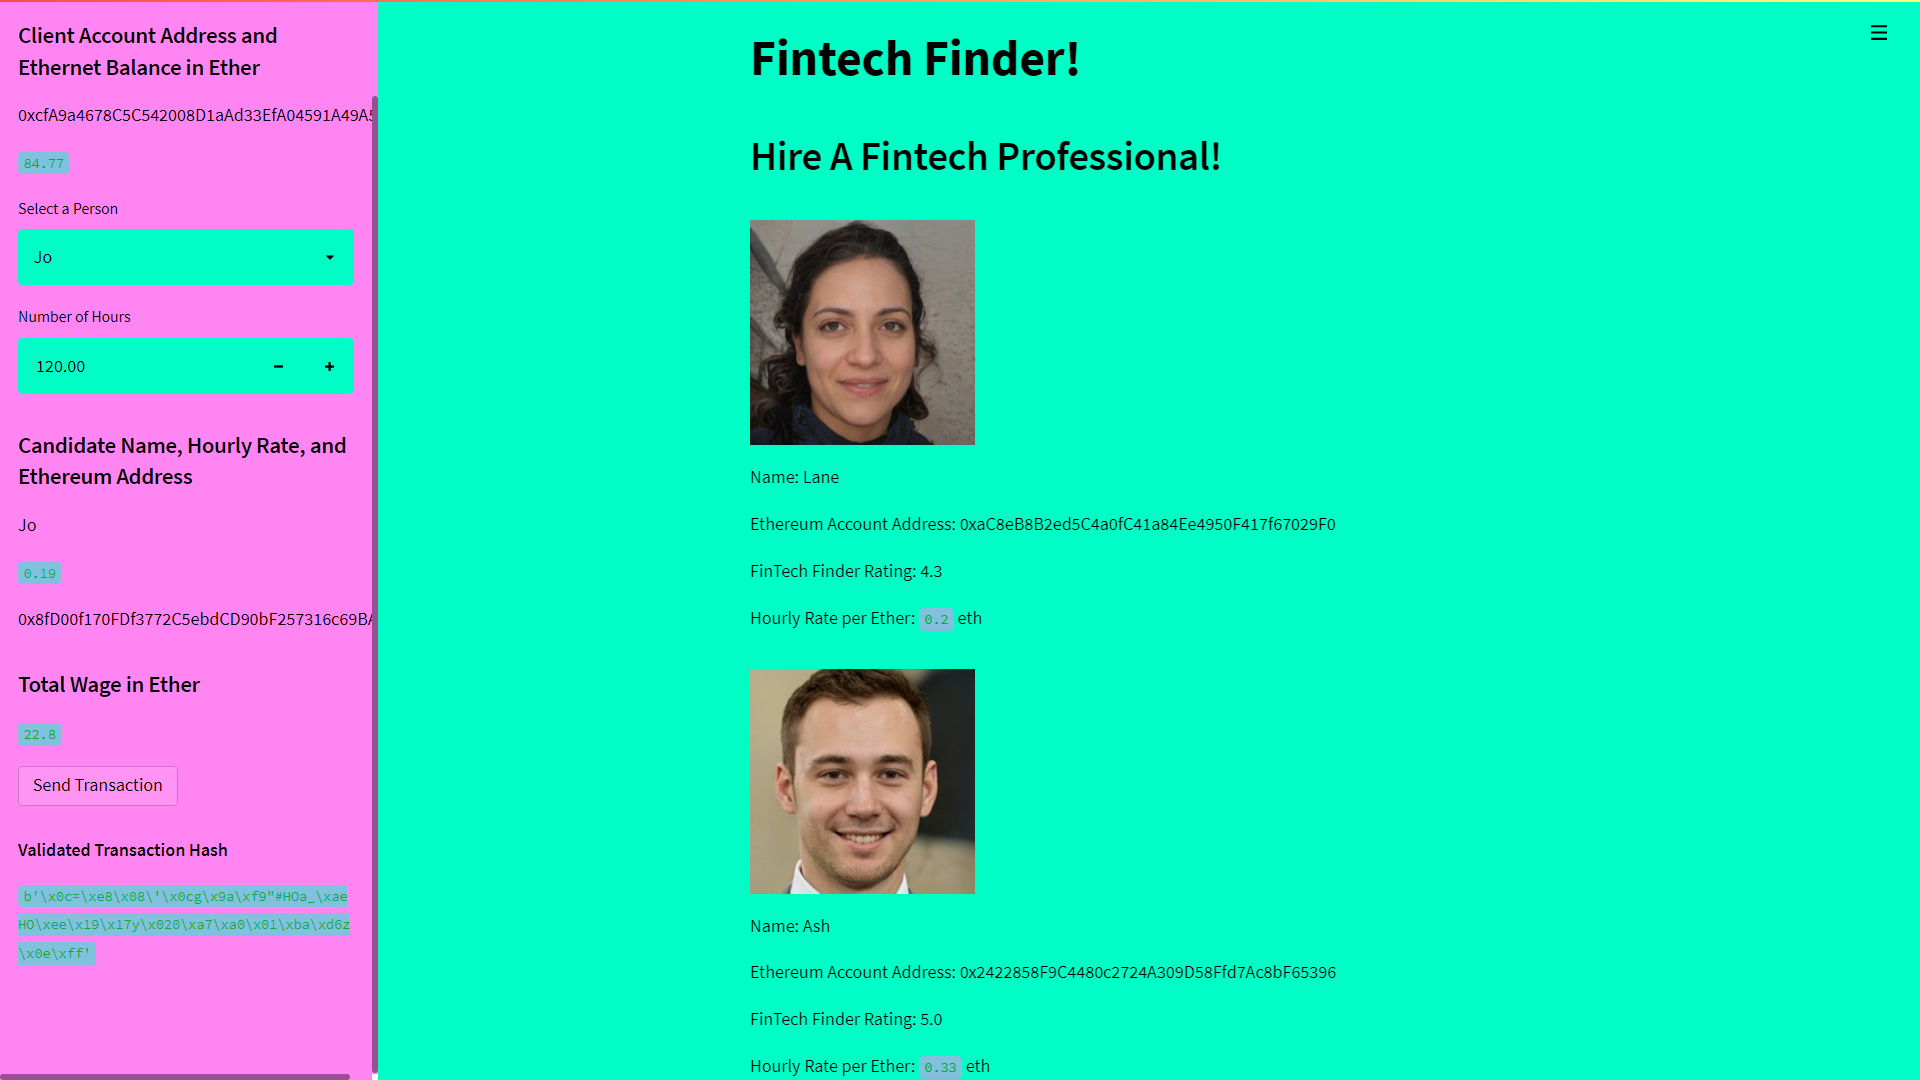 Client Account Address and
Ethernet Balance in Ether
0xcfA9a4678C5C542008D1aAd33EfA04591A49A5
84.77
Select a Person
Jo
Number of Hours
120.00
Candidate Name, Hourly Rate, and
Ethereum Address
Jo
0.19
0x8fD00f170FDf3772C5ebdCD90bF257316c69BA
Total Wage in Ether
22.8
Send Transaction
Validated Transaction Hash
b'\x0c=\xe8\x08\'\x0cg\x9a\xf9"#HOa_\xae
HO\xee\x19\x17y\x020\xa7\xa0\x01\xba\xd6z
\x0e\xff'
Fintech Finder!
Hire A Fintech Professional!
Name: Lane
Ethereum Account Address: 0xaC8eB8B2ed5C4a0fC41a84Ee4950F417f67029F0
FinTech Finder Rating: 4.3
Hourly Rate per Ether: 0.2 eth
Name: Ash
Ethereum Account Address: 0x2422858F9C4480c2724A309D58Ffd7Ac8bF65396
FinTech Finder Rating: 5.0
Hourly Rate per Ether: 0.33 eth